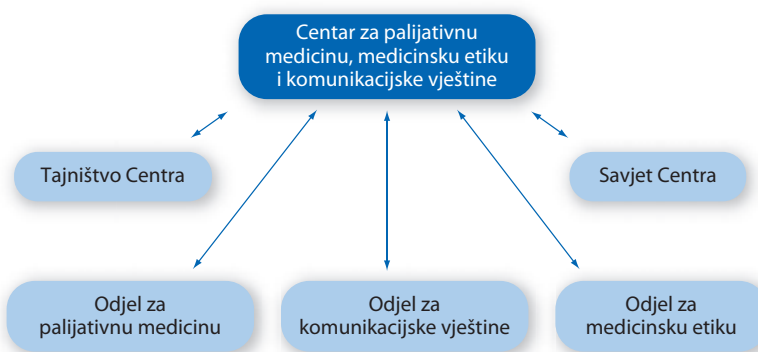 Centar za palijativnu
medicinu, medicinsku etiku
i komunikacijske vještine
Tajništvo Centra
Savjet Centra
Odjel za
palijativnu medicinu
Odjel za
komunikacijske vještine
Odjel za
medicinsku etiku